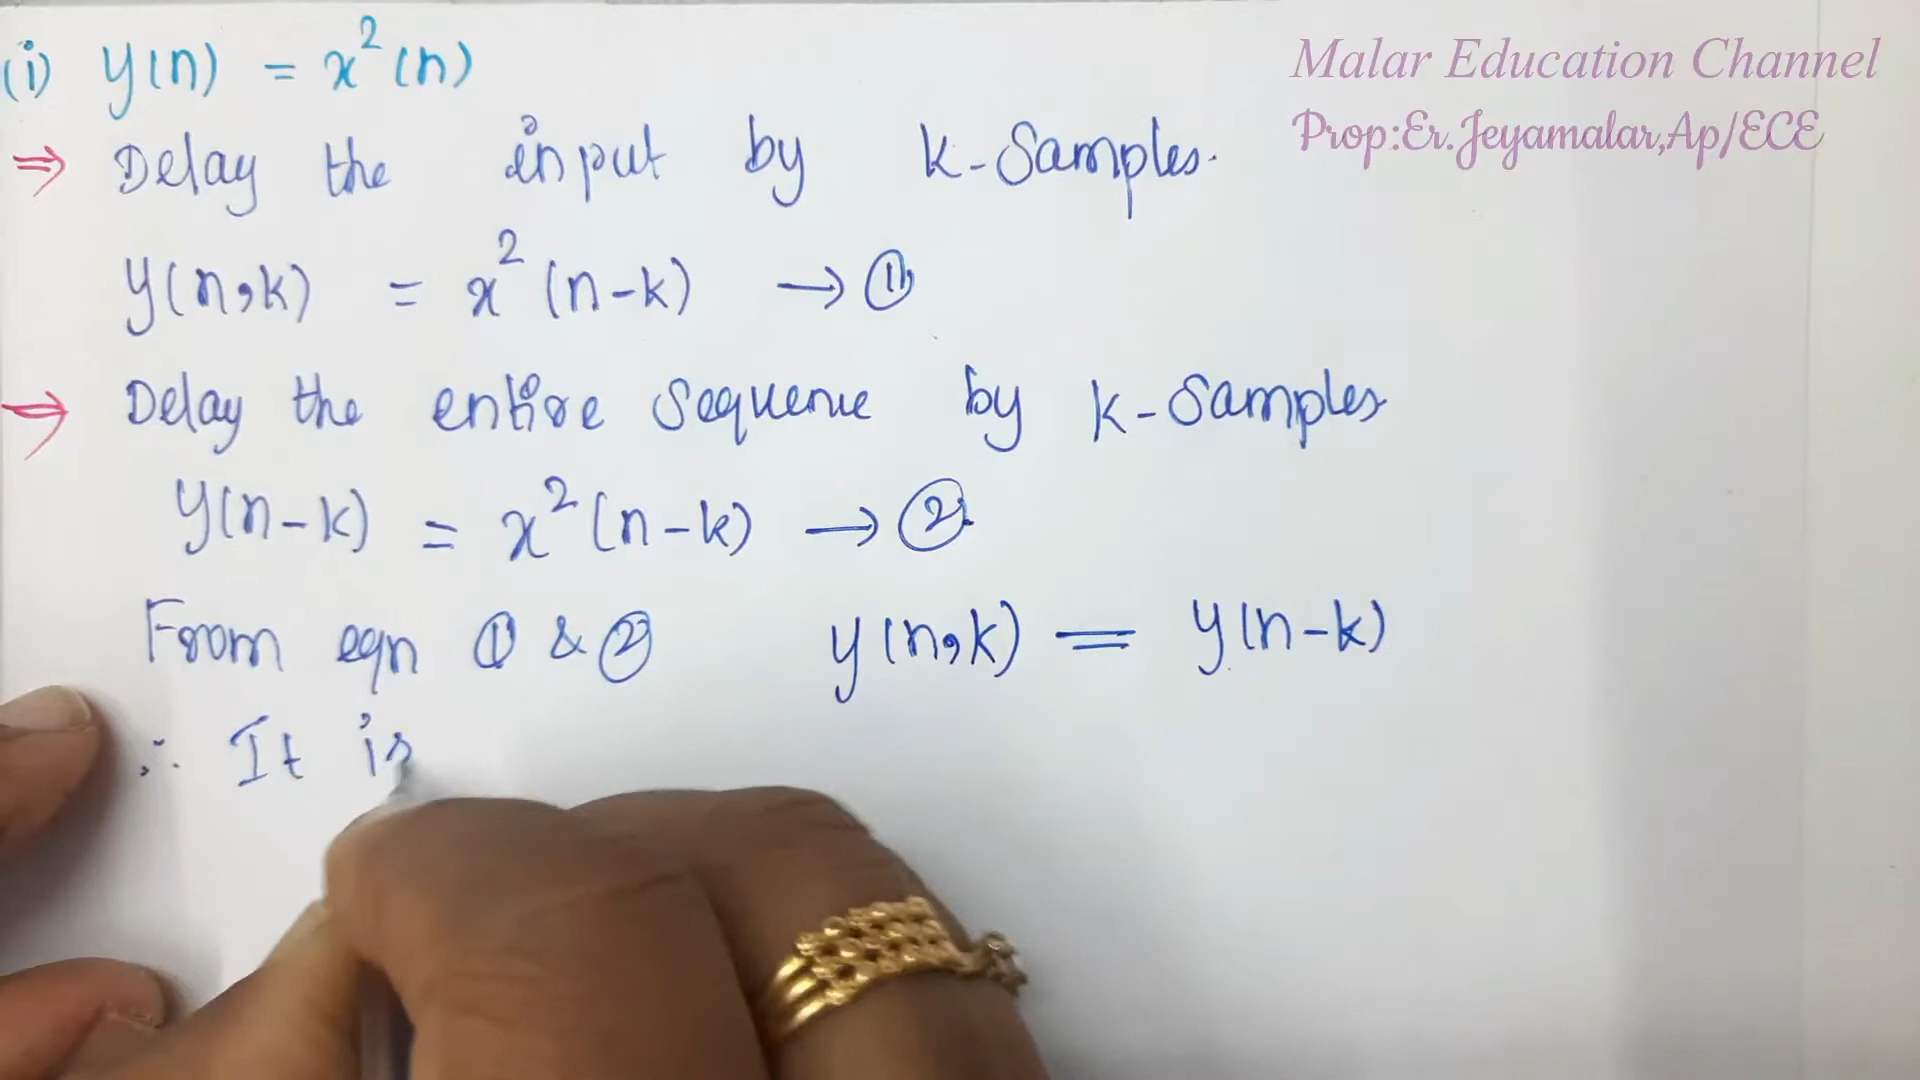 (i) y(n) = x²(n)
Malar Education Channel
Prop:Er.Jeyamalar,Ap/ECE
⇒ Delay the input by k-Samples.
y(n,k) = x²(n-k) → ①
⇒ Delay the entire Sequence by k-Samples
y(n-k) = x²(n-k) → ②
From eqn ① & ② y(n,k) = y(n-k)
∴ It is